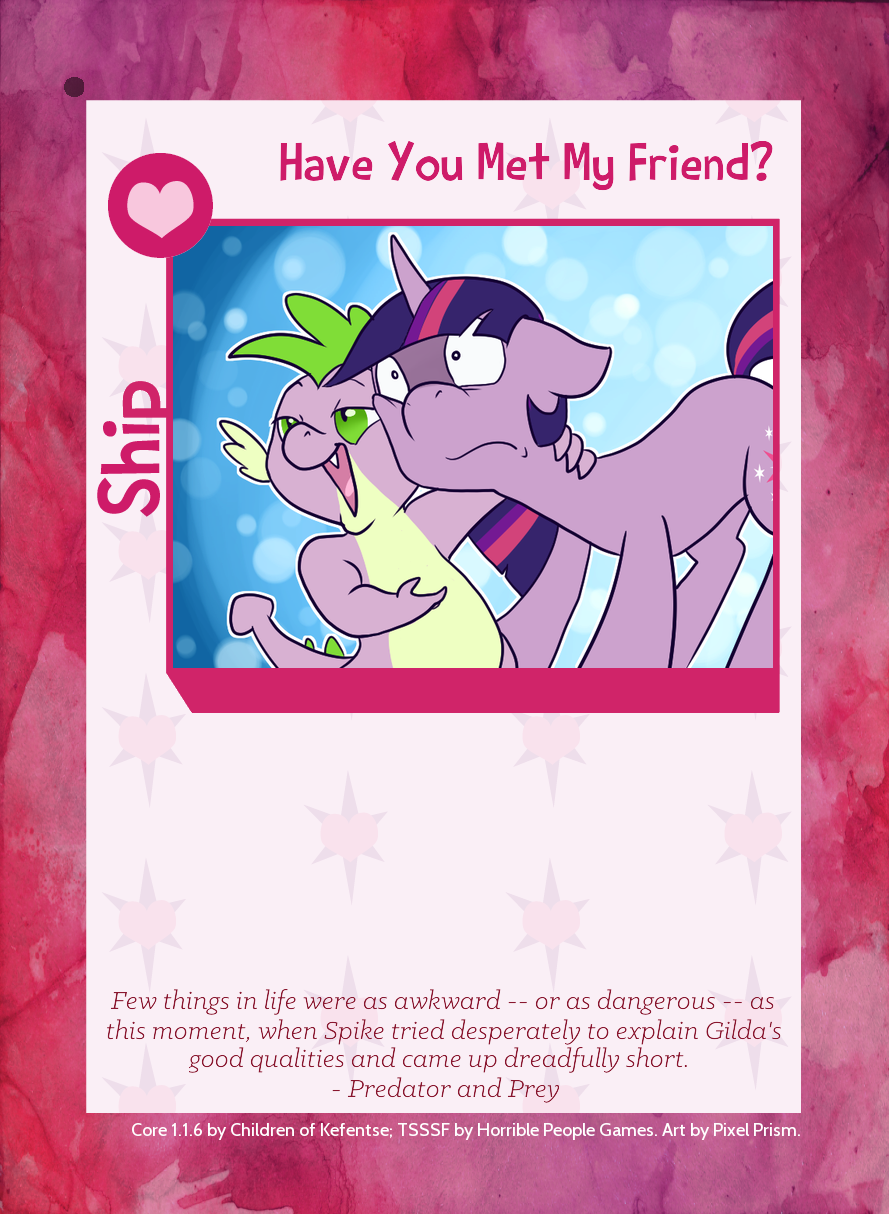 Have You Met My Friend?
Ship
Few things in life were as awkward -- or as dangerous -- as
this moment, when Spike tried desperately to explain Gilda's
good qualities and came up dreadfully short.
- Predator and Prey
Core 1.1.6 by Children of Kefentse; TSSSF by Horrible People Games. Art by Pixel Prism.